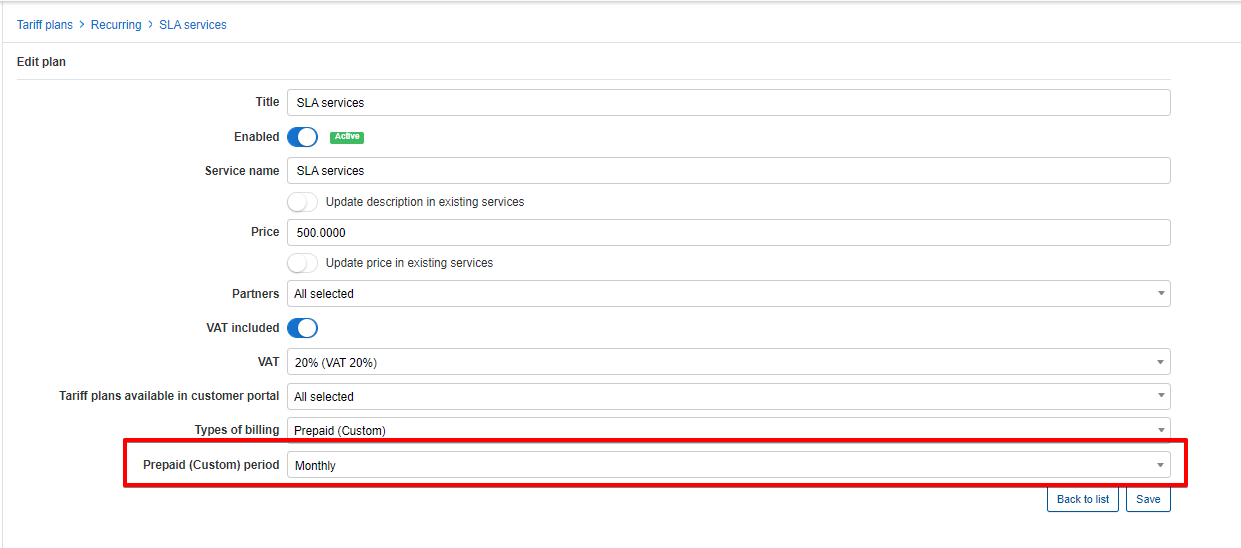 Tariff plans > Recurring > SLA services
Edit plan
Title SLA services
Enabled Active
Service name SLA services
Update description in existing services
Price 500.0000
Update price in existing services
Partners All selected
VAT included
VAT 20% (VAT 20%)
Tariff plans available in customer portal All selected
Types of billing Prepaid (Custom)
Prepaid (Custom) period Monthly
Back to list Save